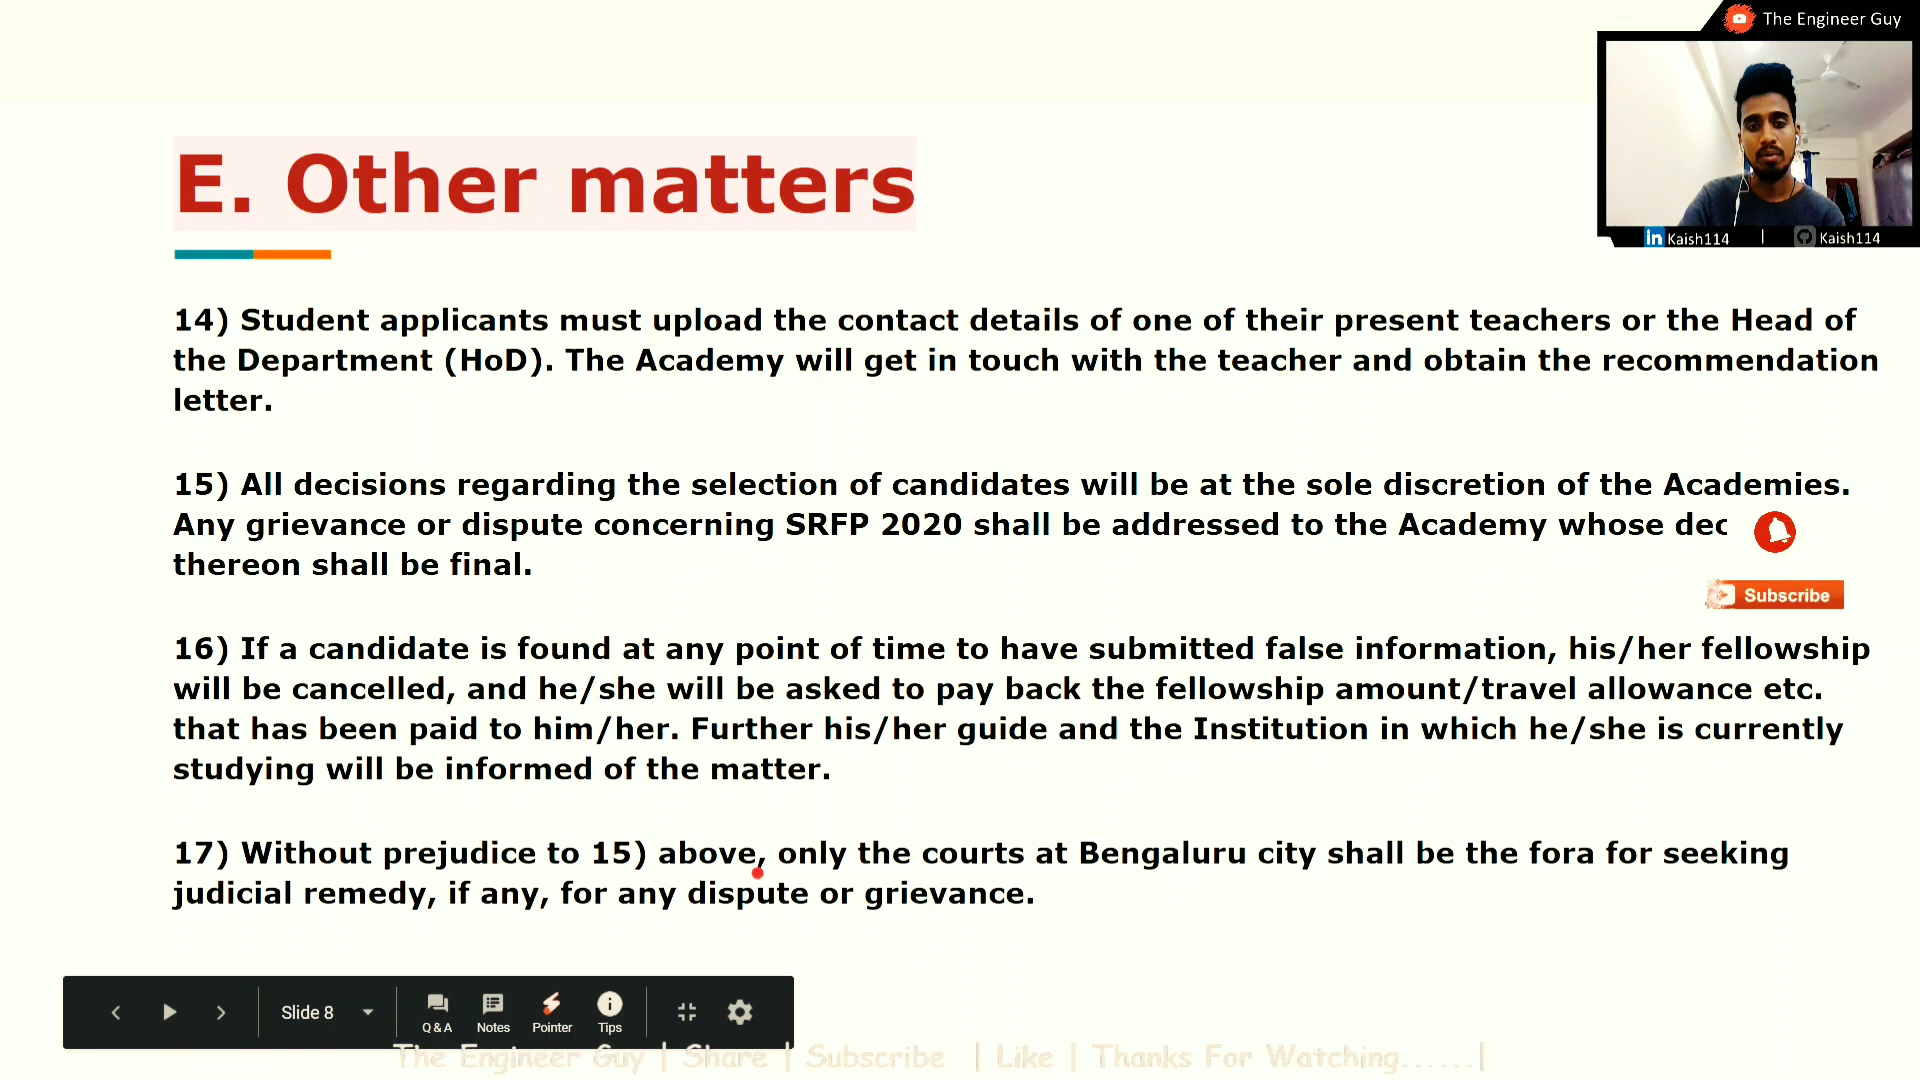 The Engineer Guy
in Kaish114 | Kaish114
E. Other matters
14) Student applicants must upload the contact details of one of their present teachers or the Head of
the Department (HoD). The Academy will get in touch with the teacher and obtain the recommendation
letter.
15) All decisions regarding the selection of candidates will be at the sole discretion of the Academies.
Any grievance or dispute concerning SRFP 2020 shall be addressed to the Academy whose dec
thereon shall be final.
Subscribe
16) If a candidate is found at any point of time to have submitted false information, his/her fellowship
will be cancelled, and he/she will be asked to pay back the fellowship amount/travel allowance etc.
that has been paid to him/her. Further his/her guide and the Institution in which he/she is currently
studying will be informed of the matter.
17) Without prejudice to 15) above, only the courts at Bengaluru city shall be the fora for seeking
judicial remedy, if any, for any dispute or grievance.
Slide 8
Q & A Notes Pointer Tips
The Engineer Guy | Share | Subscribe | Like | Thanks For Watching......|